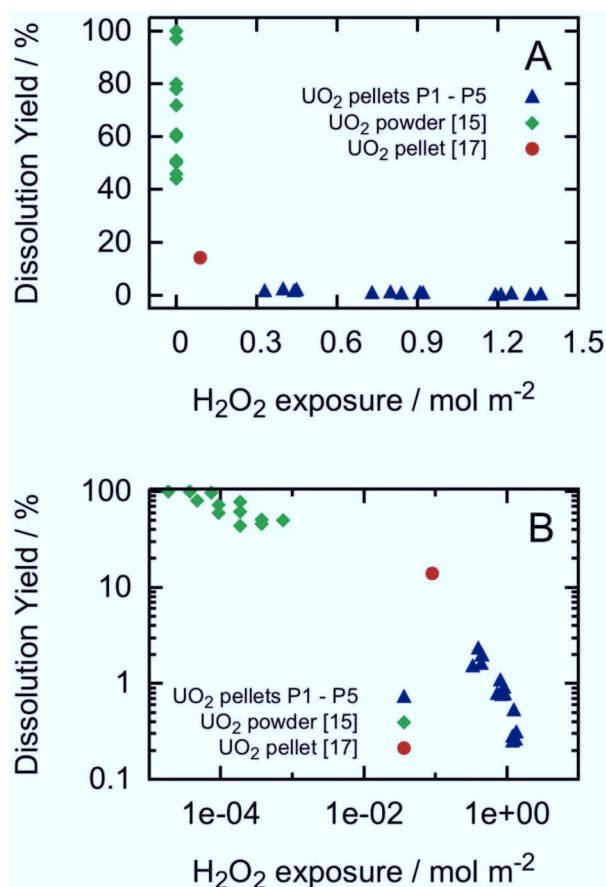 A
Dissolution Yield / %
100
80
60
40
20
0
UO₂ pellets P1 - P5
UO₂ powder [15]
UO₂ pellet [17]
0 0.3 0.6 0.9 1.2 1.5
H₂O₂ exposure / mol m⁻²
B
Dissolution Yield / %
100
10
1
0.1
UO₂ pellets P1 - P5
UO₂ powder [15]
UO₂ pellet [17]
1e-04 1e-02 1e+00
H₂O₂ exposure / mol m⁻²